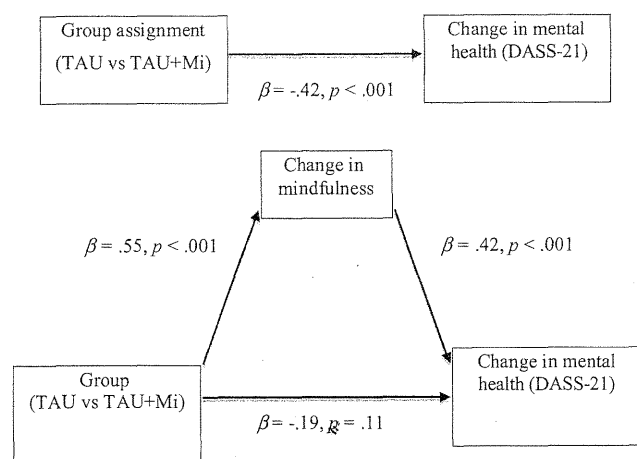 Group assignment
(TAU vs TAU+Mi)
Change in mental
health (DASS-21)
β = -.42, p < .001
Change in
mindfulness
β = .55, p < .001
β = .42, p < .001
Group
(TAU vs TAU+Mi)
Change in mental
health (DASS-21)
β = -.19, p = .11